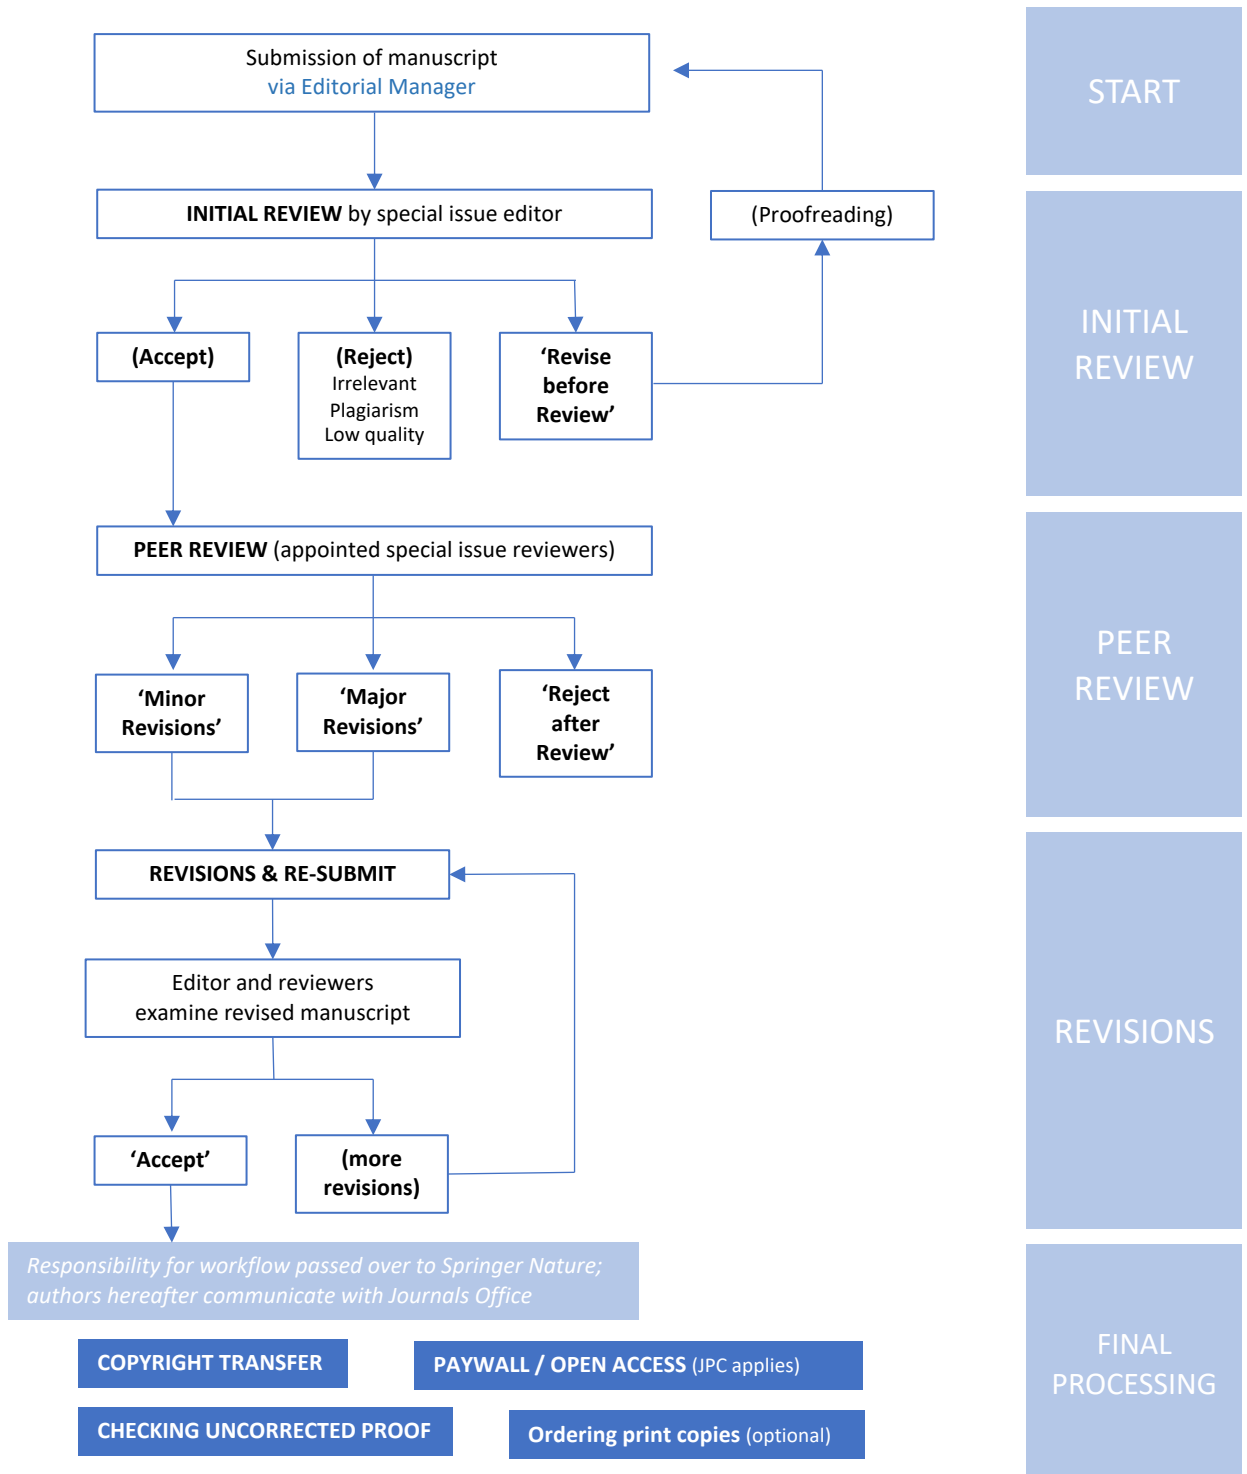 Submission of manuscript
via Editorial Manager
START
INITIAL REVIEW by special issue editor
(Proofreading)
INITIAL
REVIEW
(Accept)
(Reject)
Irrelevant
Plagiarism
Low quality
‘Revise
before
Review’
PEER REVIEW (appointed special issue reviewers)
PEER
REVIEW
‘Minor
Revisions’
‘Major
Revisions’
‘Reject
after
Review’
REVISIONS & RE-SUBMIT
Editor and reviewers
examine revised manuscript
REVISIONS
‘Accept’
(more
revisions)
Responsibility for workflow passed over to Springer Nature;
authors hereafter communicate with Journals Office
COPYRIGHT TRANSFER
PAYWALL / OPEN ACCESS (JPC applies)
CHECKING UNCORRECTED PROOF
Ordering print copies (optional)
FINAL
PROCESSING